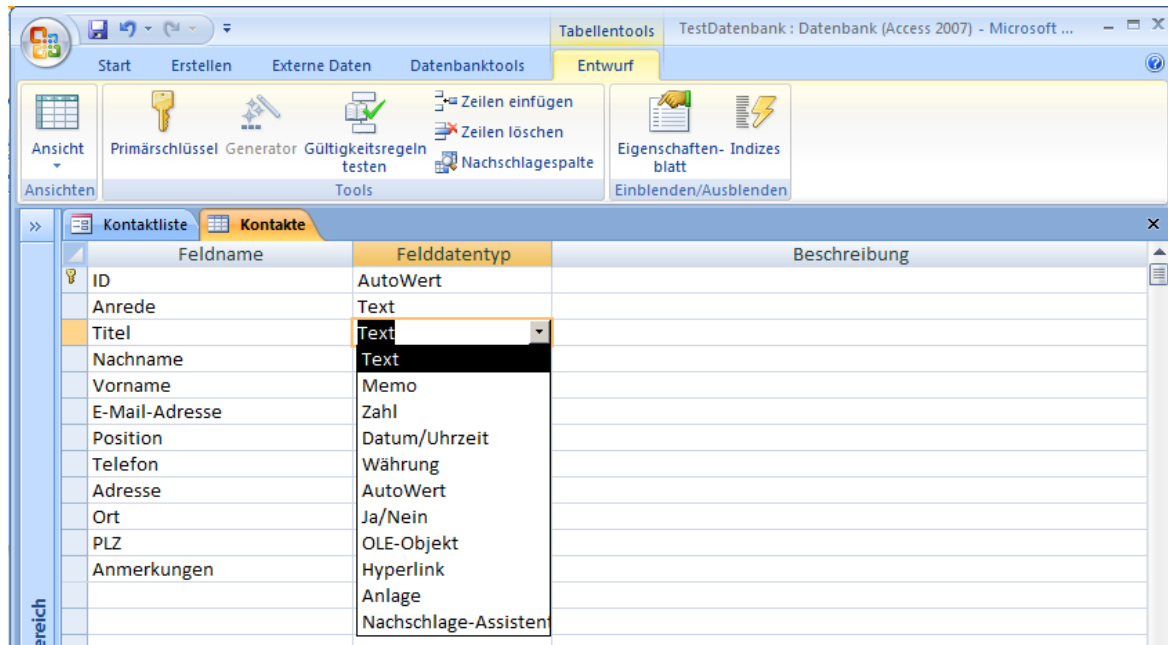 Tabellentools TestDatenbank : Datenbank (Access 2007) - Microsoft ...
Start Erstellen Externe Daten Datenbanktools Entwurf
Ansicht
Primärschlüssel
Generator
Gültigkeitsregeln
testen
Zeilen einfügen
Zeilen löschen
Nachschlagespalte
Eigenschaften-
blatt
Indizes
Ansichten Tools Einblenden/Ausblenden
Kontaktliste Kontakte
Feldname Felddatentyp Beschreibung
ID AutoWert
Anrede Text
Titel Text
Nachname Text
Vorname Memo
E-Mail-Adresse Zahl
Position Datum/Uhrzeit
Telefon Währung
Adresse AutoWert
Ort Ja/Nein
PLZ OLE-Objekt
Anmerkungen Hyperlink
Anlage
Nachschlage-Assistent
ereich